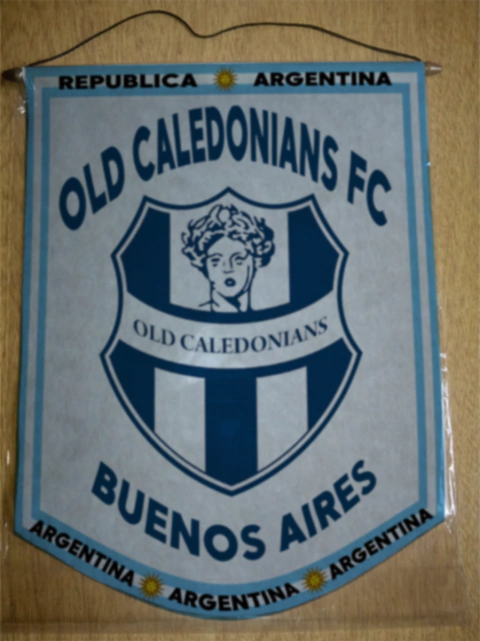 REPUBLICA ARGENTINA
OLD CALEDONIANS FC
OLD CALEDONIANS
BUENOS AIRES
ARGENTINA ARGENTINA ARGENTINA